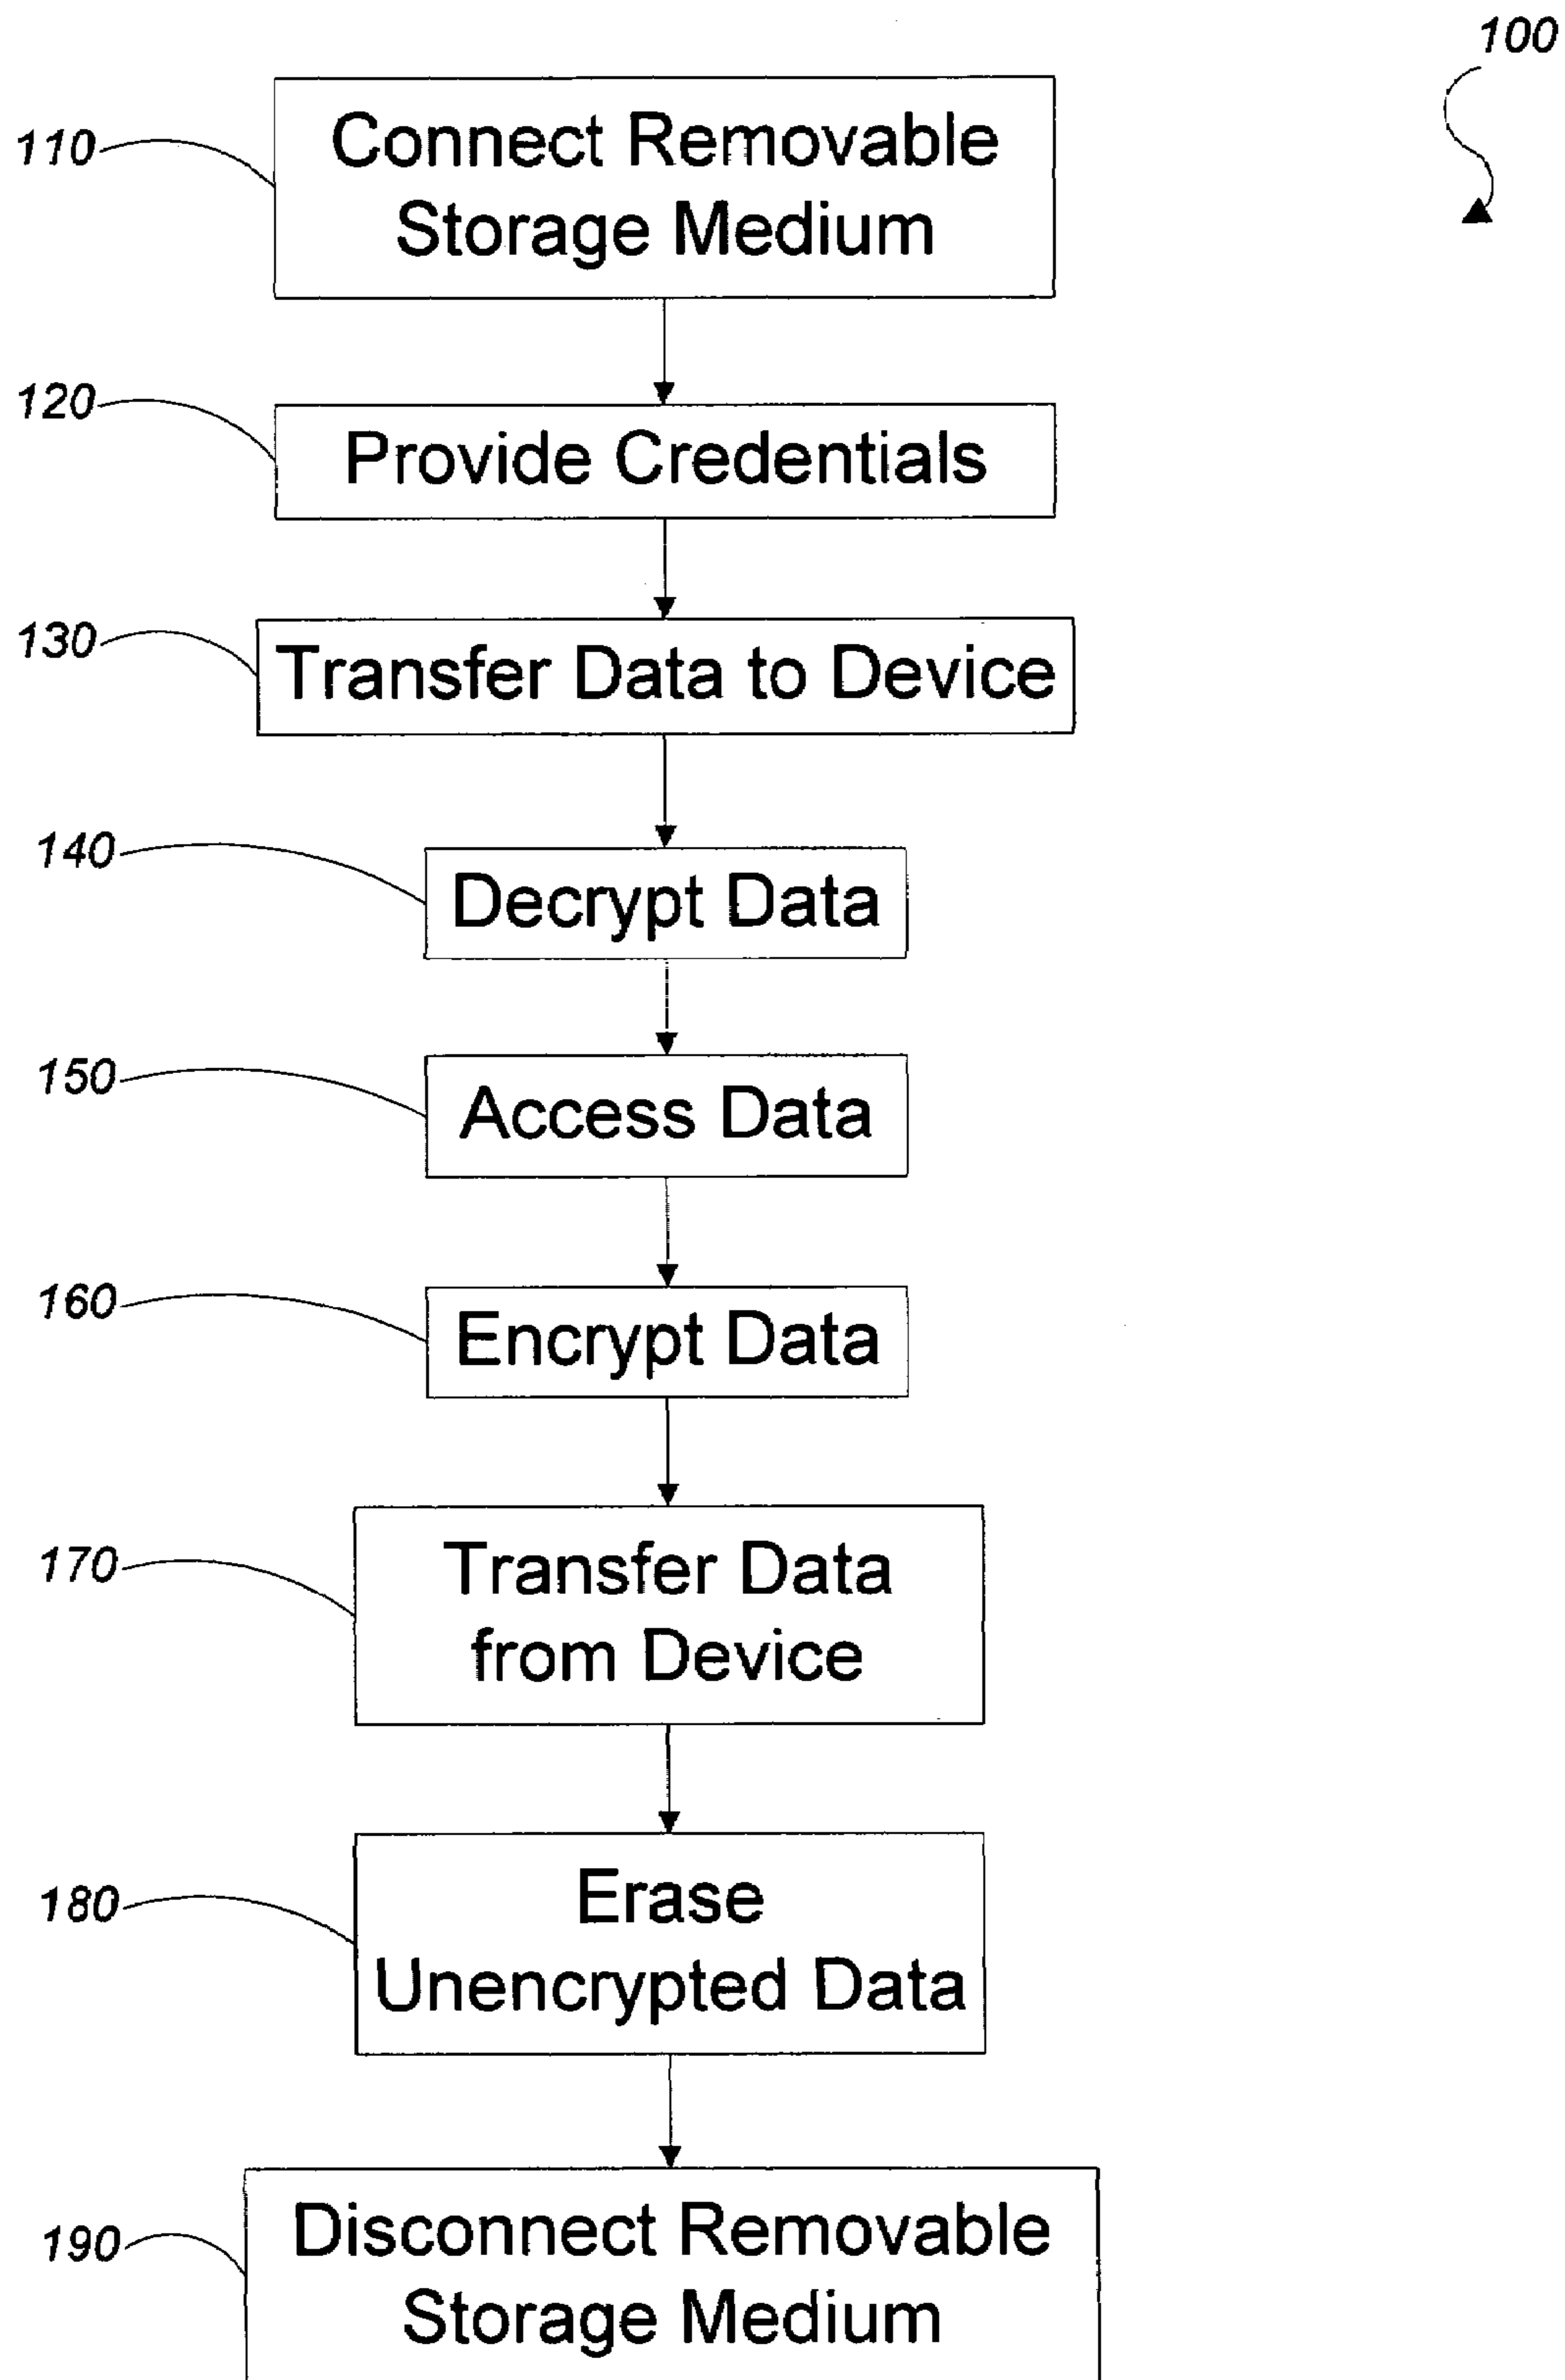 100
110
Connect Removable
Storage Medium
120
Provide Credentials
130
Transfer Data to Device
140
Decrypt Data
150
Access Data
160
Encrypt Data
170
Transfer Data
from Device
180
Erase
Unencrypted Data
190
Disconnect Removable
Storage Medium